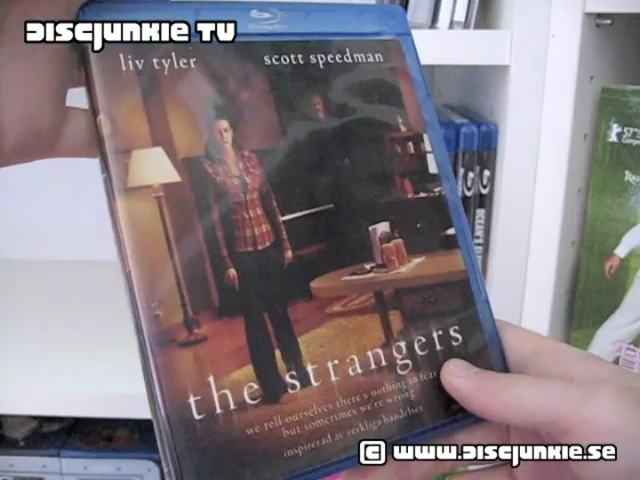 DISCJUNKIE TV
liv tyler scott speedman
OCEAN'S
the strangers
we tell ourselves there's nothing to fear
but sometimes we're wrong
inspirerad av verkliga händelser
© www.DISCJUNKIE.SE